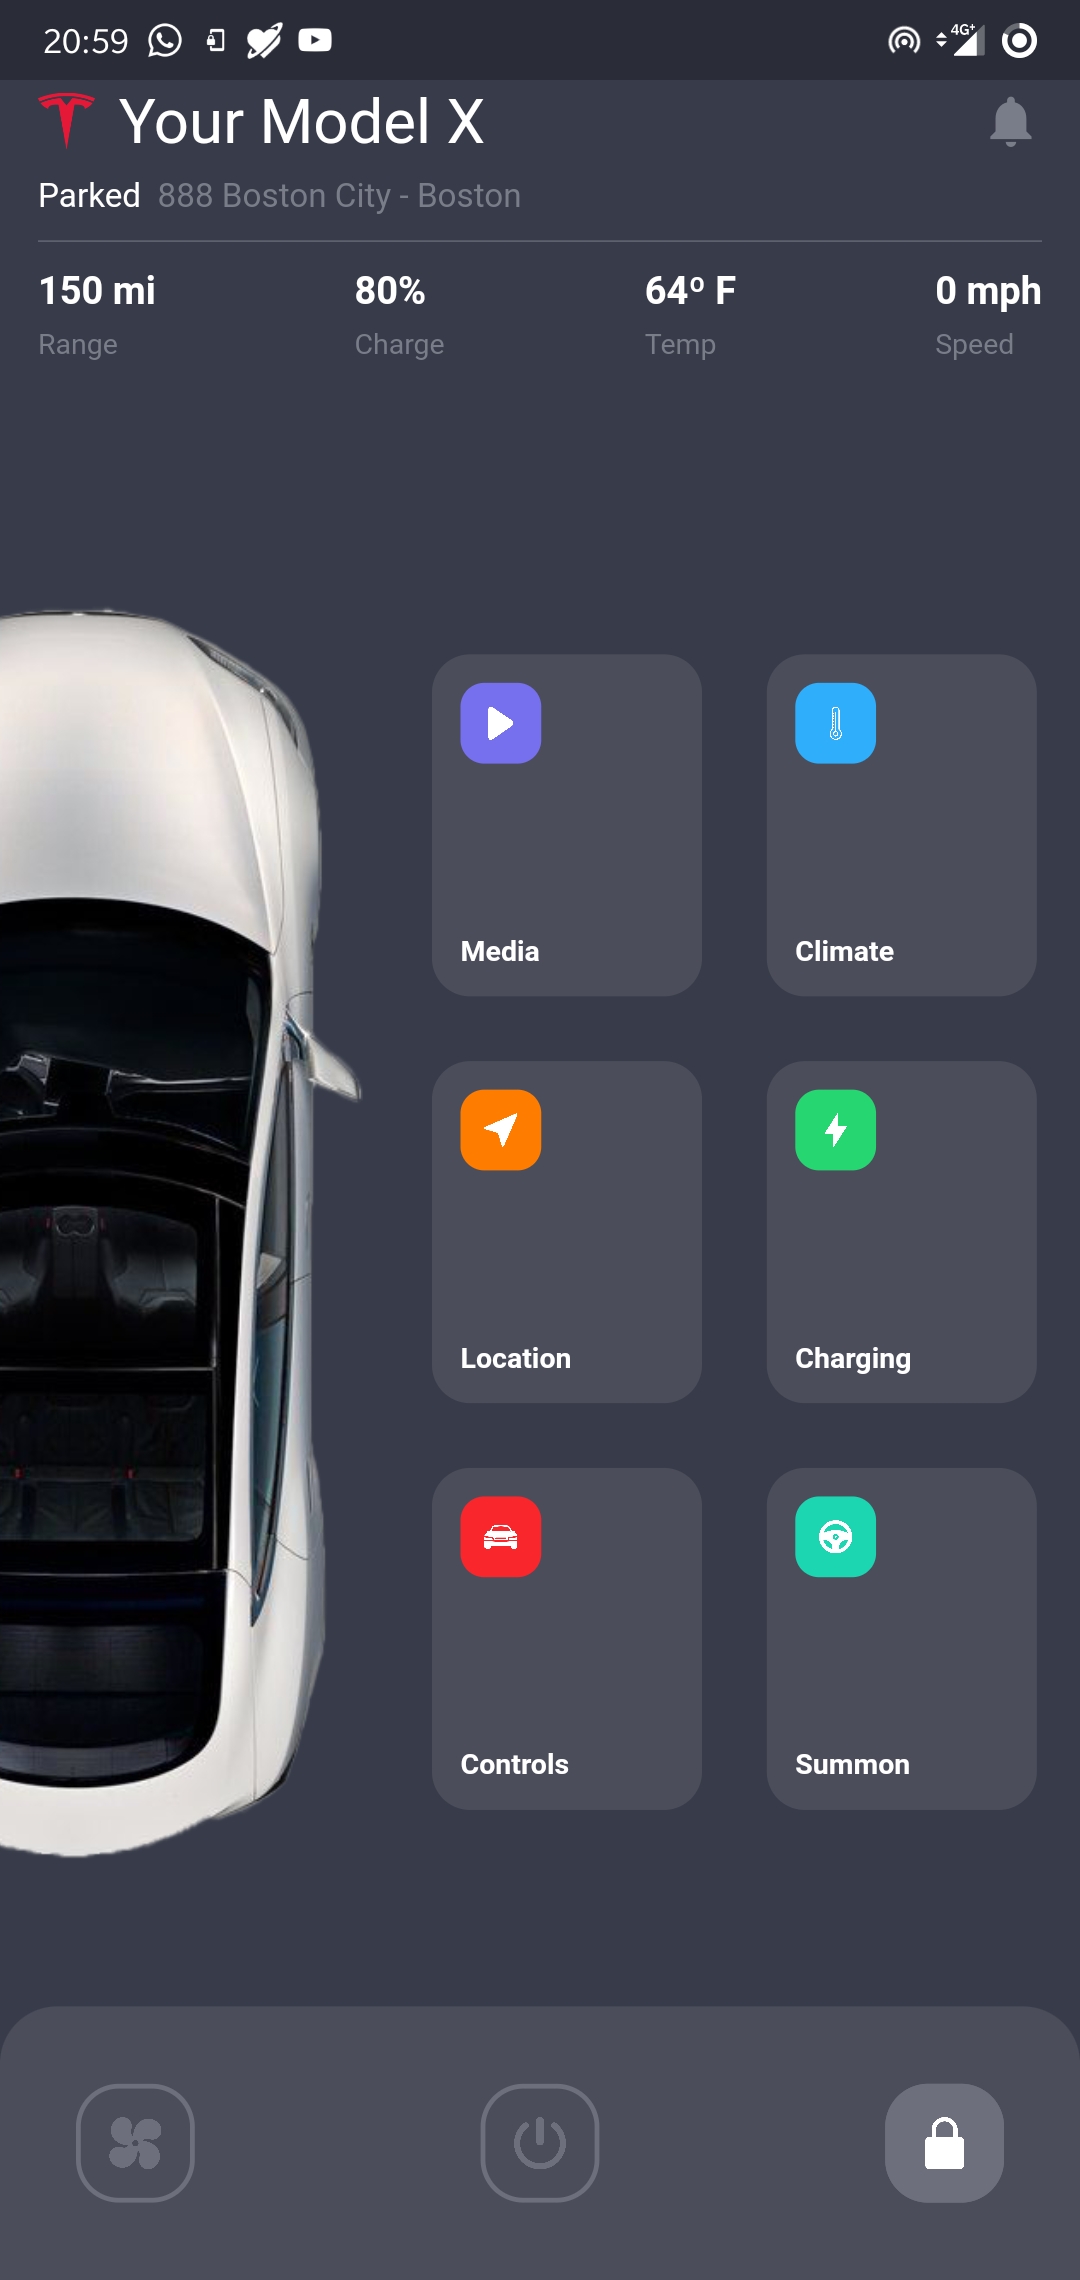 20:59 4G+
Your Model X
Parked 888 Boston City - Boston
150 mi 80% 64º F 0 mph
Range Charge Temp Speed
Media Climate
Location Charging
Controls Summon